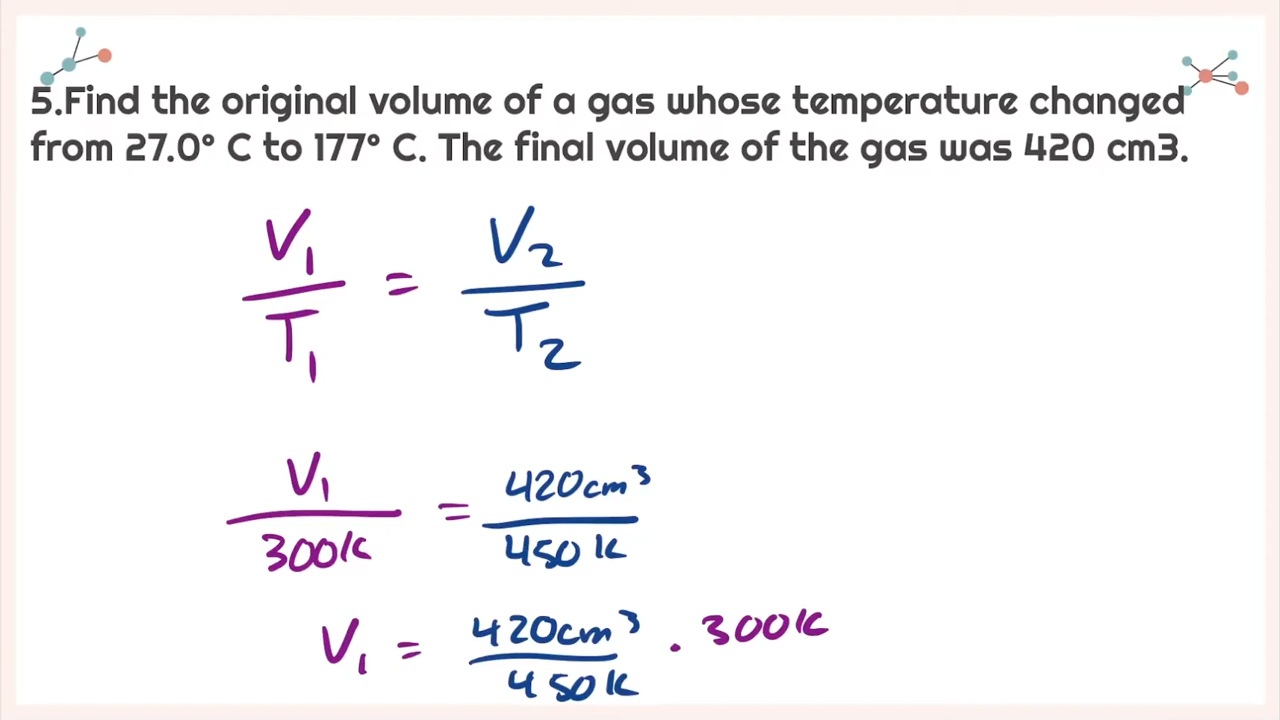 5.Find the original volume of a gas whose temperature changed
from 27.0° C to 177° C. The final volume of the gas was 420 cm3.
V₁ V₂
=
T₁ T₂
V₁ 420cm³
=
300K 450K
420cm³ . 300K
V₁ =
450K